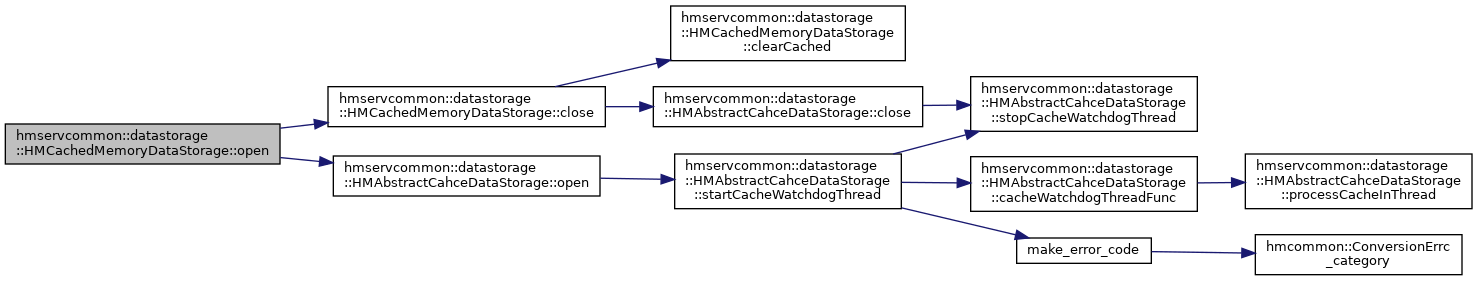 hmservcommon::datastorage
::HMCachedMemoryDataStorage::open
hmservcommon::datastorage
::HMCachedMemoryDataStorage::close
hmservcommon::datastorage
::HMCachedMemoryDataStorage
::clearCached
hmservcommon::datastorage
::HMAbstractCahceDataStorage::close
hmservcommon::datastorage
::HMAbstractCahceDataStorage
::stopCacheWatchdogThread
hmservcommon::datastorage
::HMAbstractCahceDataStorage::open
hmservcommon::datastorage
::HMAbstractCahceDataStorage
::startCacheWatchdogThread
hmservcommon::datastorage
::HMAbstractCahceDataStorage
::cacheWatchdogThreadFunc
hmservcommon::datastorage
::HMAbstractCahceDataStorage
::processCacheInThread
make_error_code
hmcommon::ConversionErrc
_category